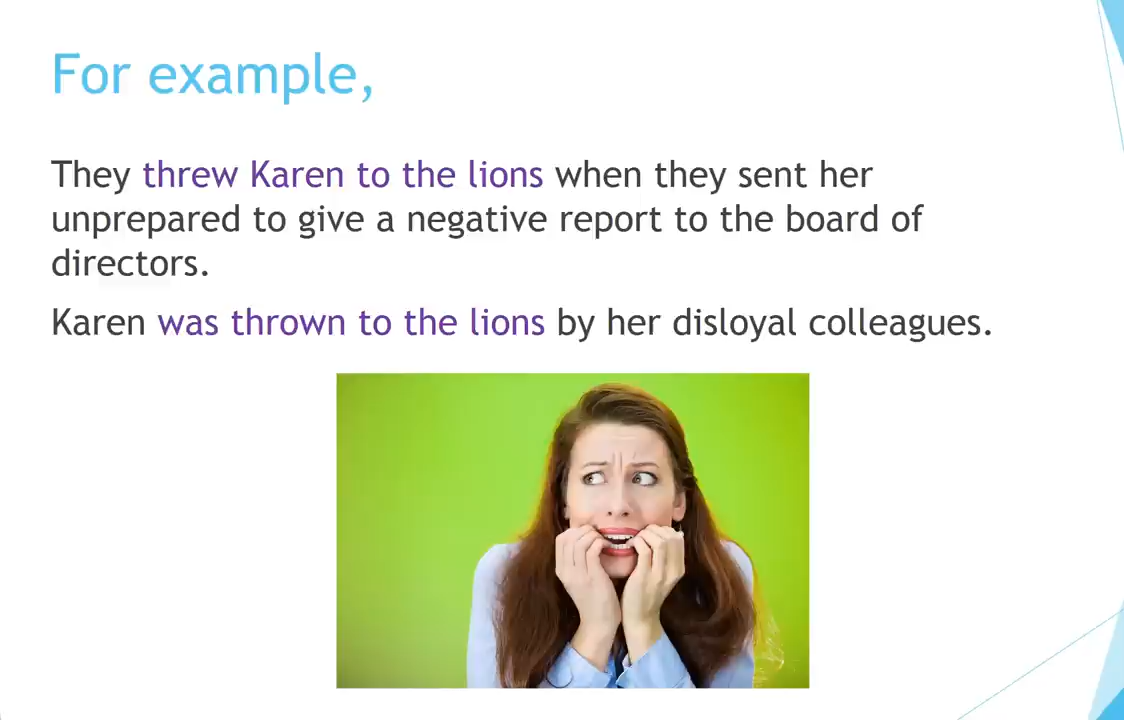 For example,
They threw Karen to the lions when they sent her
unprepared to give a negative report to the board of
directors.
Karen was thrown to the lions by her disloyal colleagues.